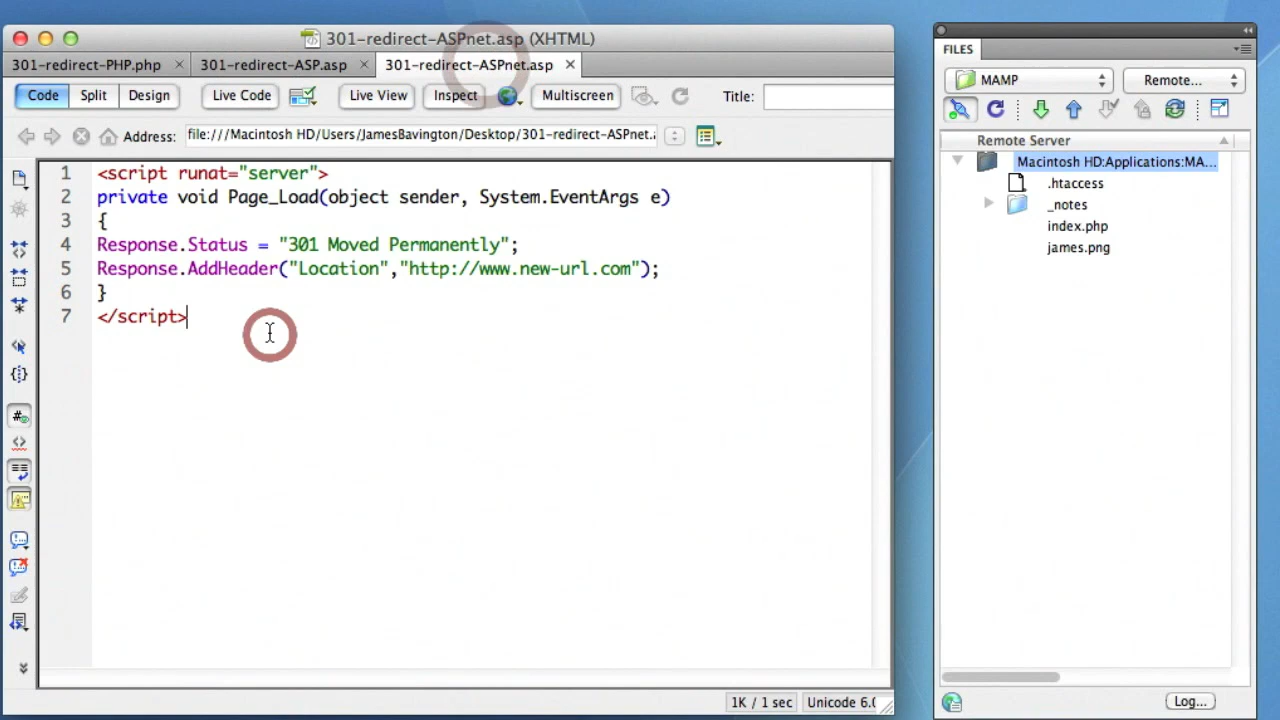 301-redirect-ASPnet.asp (XHTML)
301-redirect-PHP.php
301-redirect-ASP.asp
301-redirect-ASPnet.asp
Code
Split
Design
Live Code
Live View
Inspect
Multiscreen
Title:
Address:
file:///Macintosh HD/Users/JamesBavington/Desktop/301-redirect-ASPnet.
1 <script runat="server">
2 private void Page_Load(object sender, System.EventArgs e)
3 {
4 Response.Status = "301 Moved Permanently";
5 Response.AddHeader("Location","http://www.new-url.com");
6 }
7 </script>
1K / 1 sec
Unicode 6.0
FILES
MAMP
Remote...
Remote Server
Macintosh HD:Applications:MA...
.htaccess
_notes
index.php
james.png
Log...